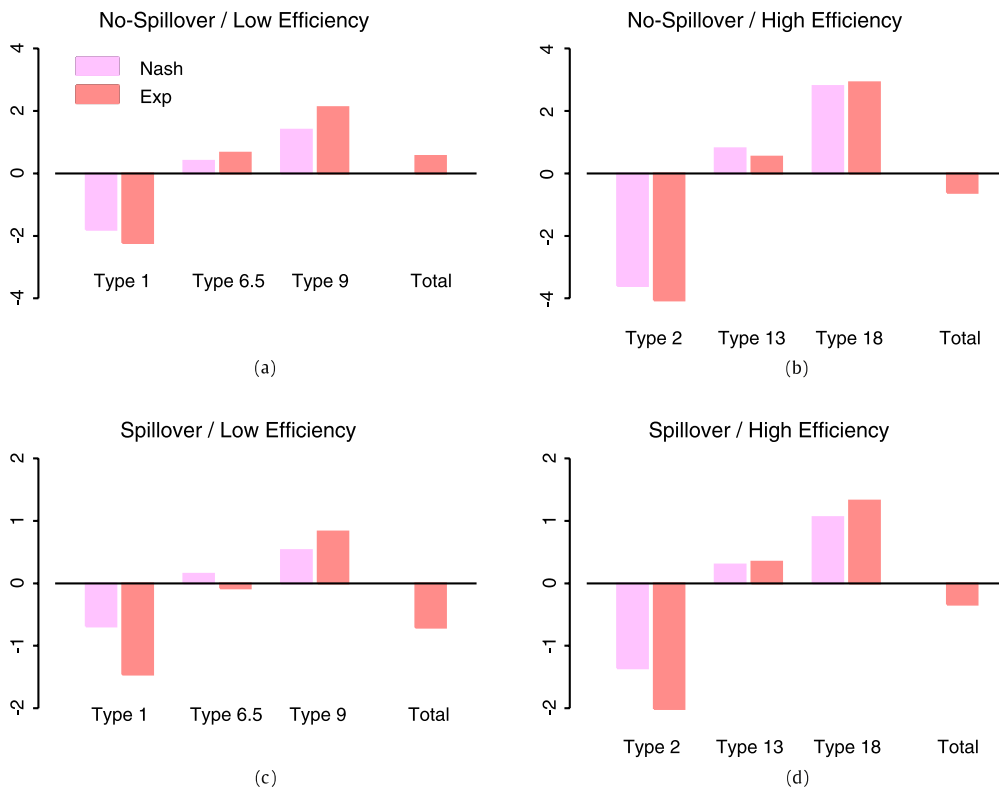 No-Spillover / Low Efficiency
4
2
0
-2
-4
Nash
Exp
Type 1 Type 6.5 Type 9 Total
(a)
No-Spillover / High Efficiency
4
2
0
-2
-4
Type 2 Type 13 Type 18 Total
(b)
Spillover / Low Efficiency
2
1
0
-1
-2
Type 1 Type 6.5 Type 9 Total
(c)
Spillover / High Efficiency
2
1
0
-1
-2
Type 2 Type 13 Type 18 Total
(d)